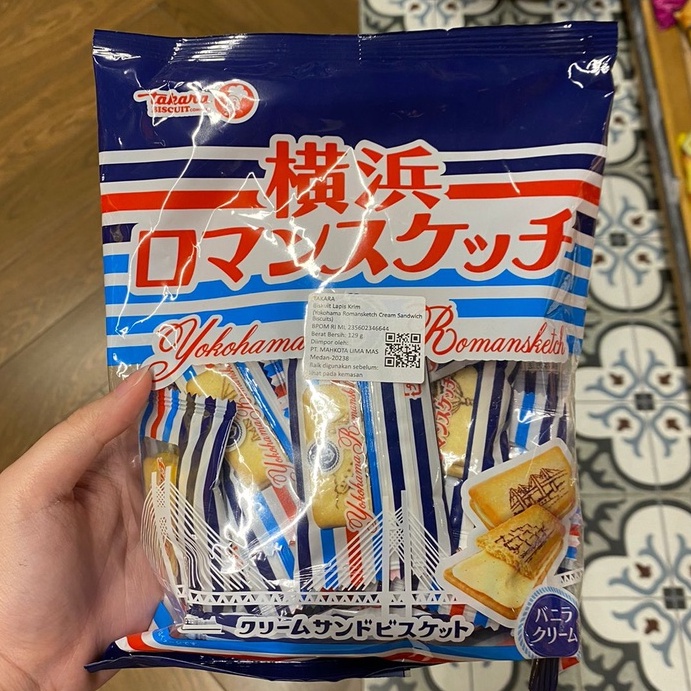 Takara
BISCUIT
横浜
ロマンスケッチ
TAKARA
Biskuit Lapis Krim
(Yokohama Romansketch Cream Sandwich
Biscuits)
BPOM RI ML 235602346644
Berat Bersih: 129 g
Diimpor oleh:
PT. MAHKOTA LIMA MAS
Medan-20238
Baik digunakan sebelum:
lihat pada kemasan
Yokohama Romansketch
Yokohama Romansketch
クリームサンドビスケット
バニラ
クリーム